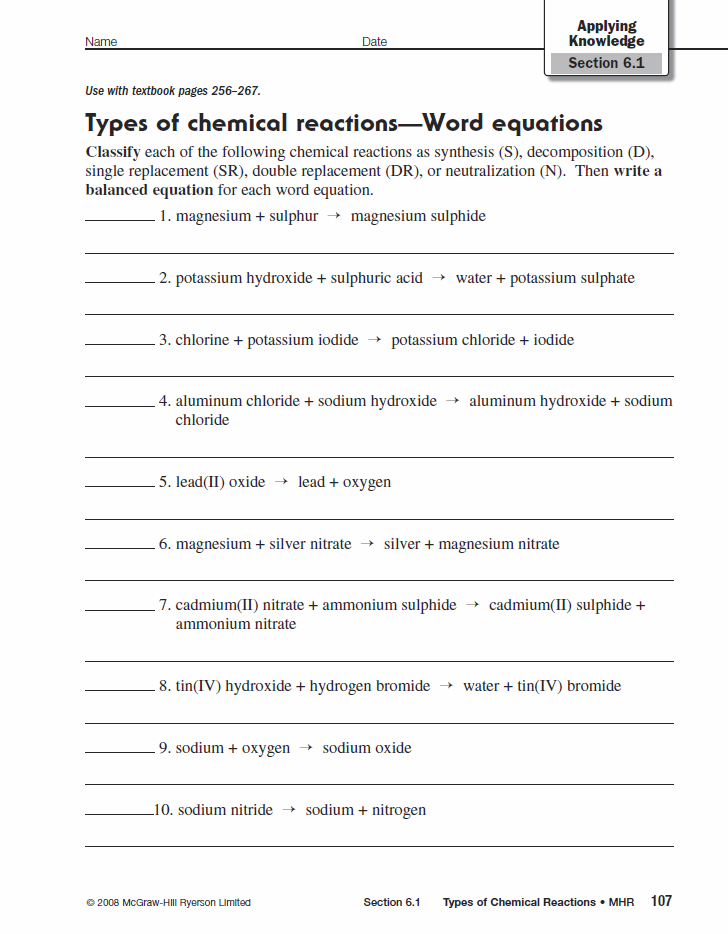 Applying
Knowledge
Name Date
Section 6.1
Use with textbook pages 256–267.
Types of chemical reactions—Word equations
Classify each of the following chemical reactions as synthesis (S), decomposition (D),
single replacement (SR), double replacement (DR), or neutralization (N). Then write a
balanced equation for each word equation.
1. magnesium + sulphur → magnesium sulphide
2. potassium hydroxide + sulphuric acid → water + potassium sulphate
3. chlorine + potassium iodide → potassium chloride + iodide
4. aluminum chloride + sodium hydroxide → aluminum hydroxide + sodium
chloride
5. lead(II) oxide → lead + oxygen
6. magnesium + silver nitrate → silver + magnesium nitrate
7. cadmium(II) nitrate + ammonium sulphide → cadmium(II) sulphide +
ammonium nitrate
8. tin(IV) hydroxide + hydrogen bromide → water + tin(IV) bromide
9. sodium + oxygen → sodium oxide
10. sodium nitride → sodium + nitrogen
© 2008 McGraw-Hill Ryerson Limited Section 6.1 Types of Chemical Reactions • MHR 107